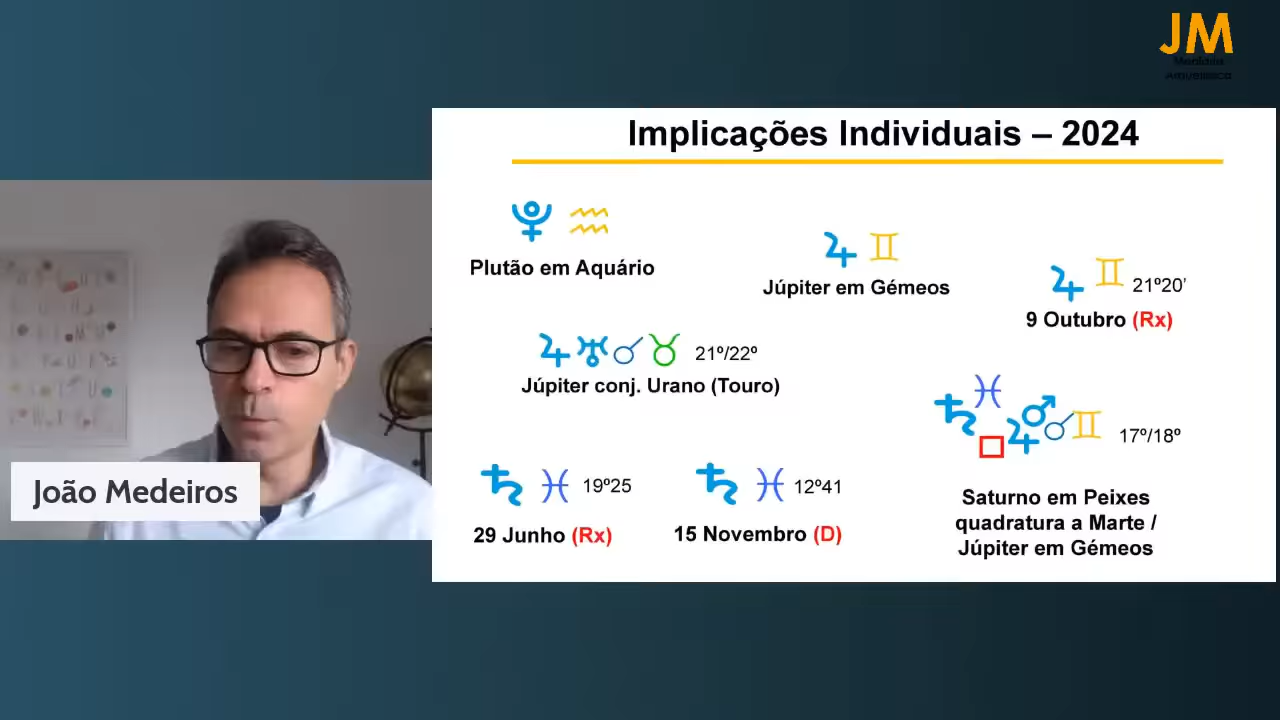 JM
Mentoria
Arquetípica
Implicações Individuais – 2024
Plutão em Aquário
Júpiter em Gémeos
21º20’
9 Outubro (Rx)
21º/22º
Júpiter conj. Urano (Touro)
17º/18º
Saturno em Peixes
quadratura a Marte /
Júpiter em Gémeos
19º25
29 Junho (Rx)
12º41
15 Novembro (D)
João Medeiros